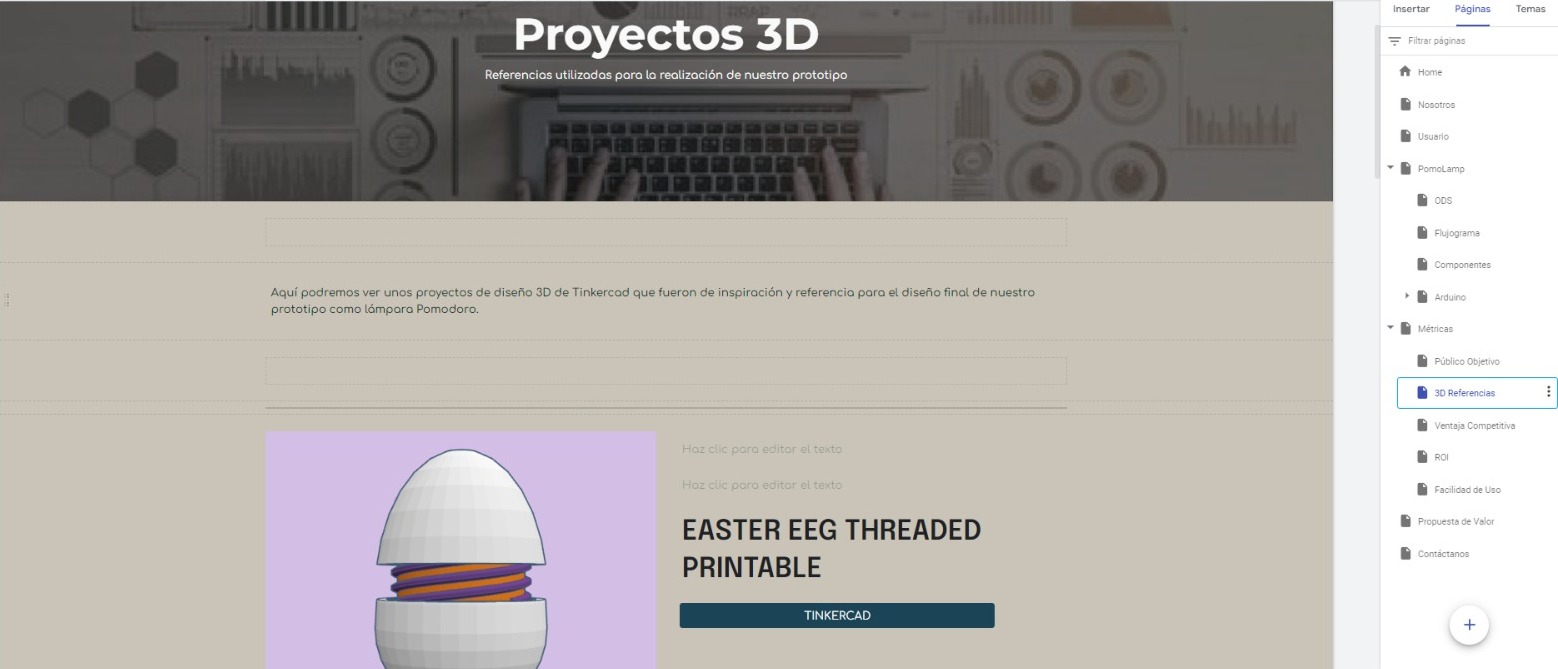 Proyectos 3D
Referencias utilizadas para la realización de nuestro prototipo
Aquí podremos ver unos proyectos de diseño 3D de Tinkercad que fueron de inspiración y referencia para el diseño final de nuestro
prototipo como lámpara Pomodoro.
Haz clic para editar el texto
Haz clic para editar el texto
EASTER EEG THREADED
PRINTABLE
TINKERCAD
Insertar
Páginas
Temas
Filtrar páginas
Home
Nosotros
Usuario
PomoLamp
ODS
Flujograma
Componentes
Arduino
Métricas
Público Objetivo
3D Referencias
Ventaja Competitiva
ROI
Facilidad de Uso
Propuesta de Valor
Contáctanos